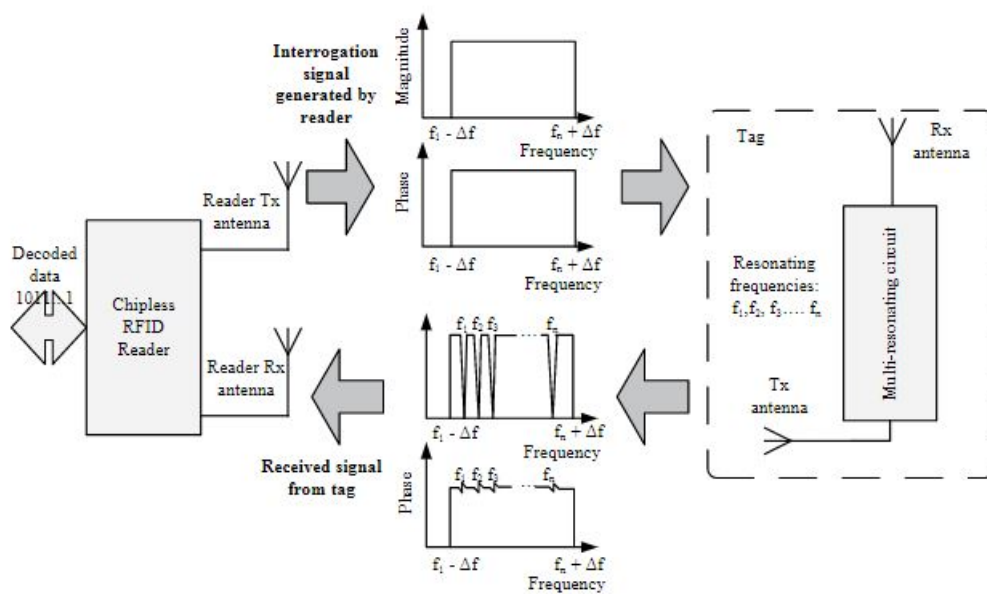 Interrogation
signal
generated by
reader
Magnitude
f₁ - Δf
fₙ + Δf
Frequency
Phase
f₁ - Δf
fₙ + Δf
Frequency
Tag
Rx
antenna
Reader Tx
antenna
Decoded
data
Chipless
RFID
Reader
Reader Rx
antenna
Resonating
frequencies:
f₁,f₂, f₃.... fₙ
Multi-resonating circuit
Tx
antenna
f₁ f₂ f₃ fₙ
f₁ - Δf
fₙ + Δf
Frequency
Received signal
from tag
Phase
f₁ f₂ f₃ fₙ
f₁ - Δf
fₙ + Δf
Frequency